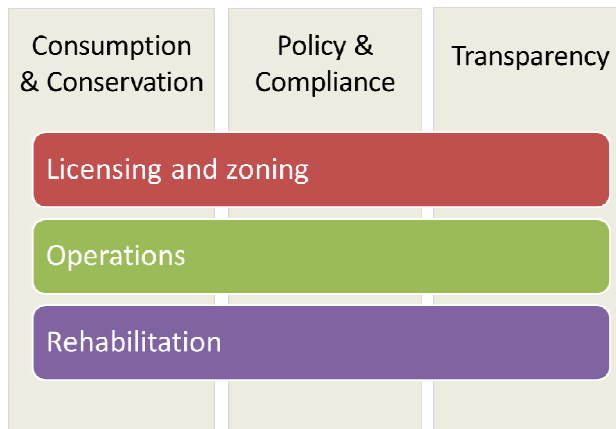 Consumption
& Conservation
Policy &
Compliance
Transparency
Licensing and zoning
Operations
Rehabilitation